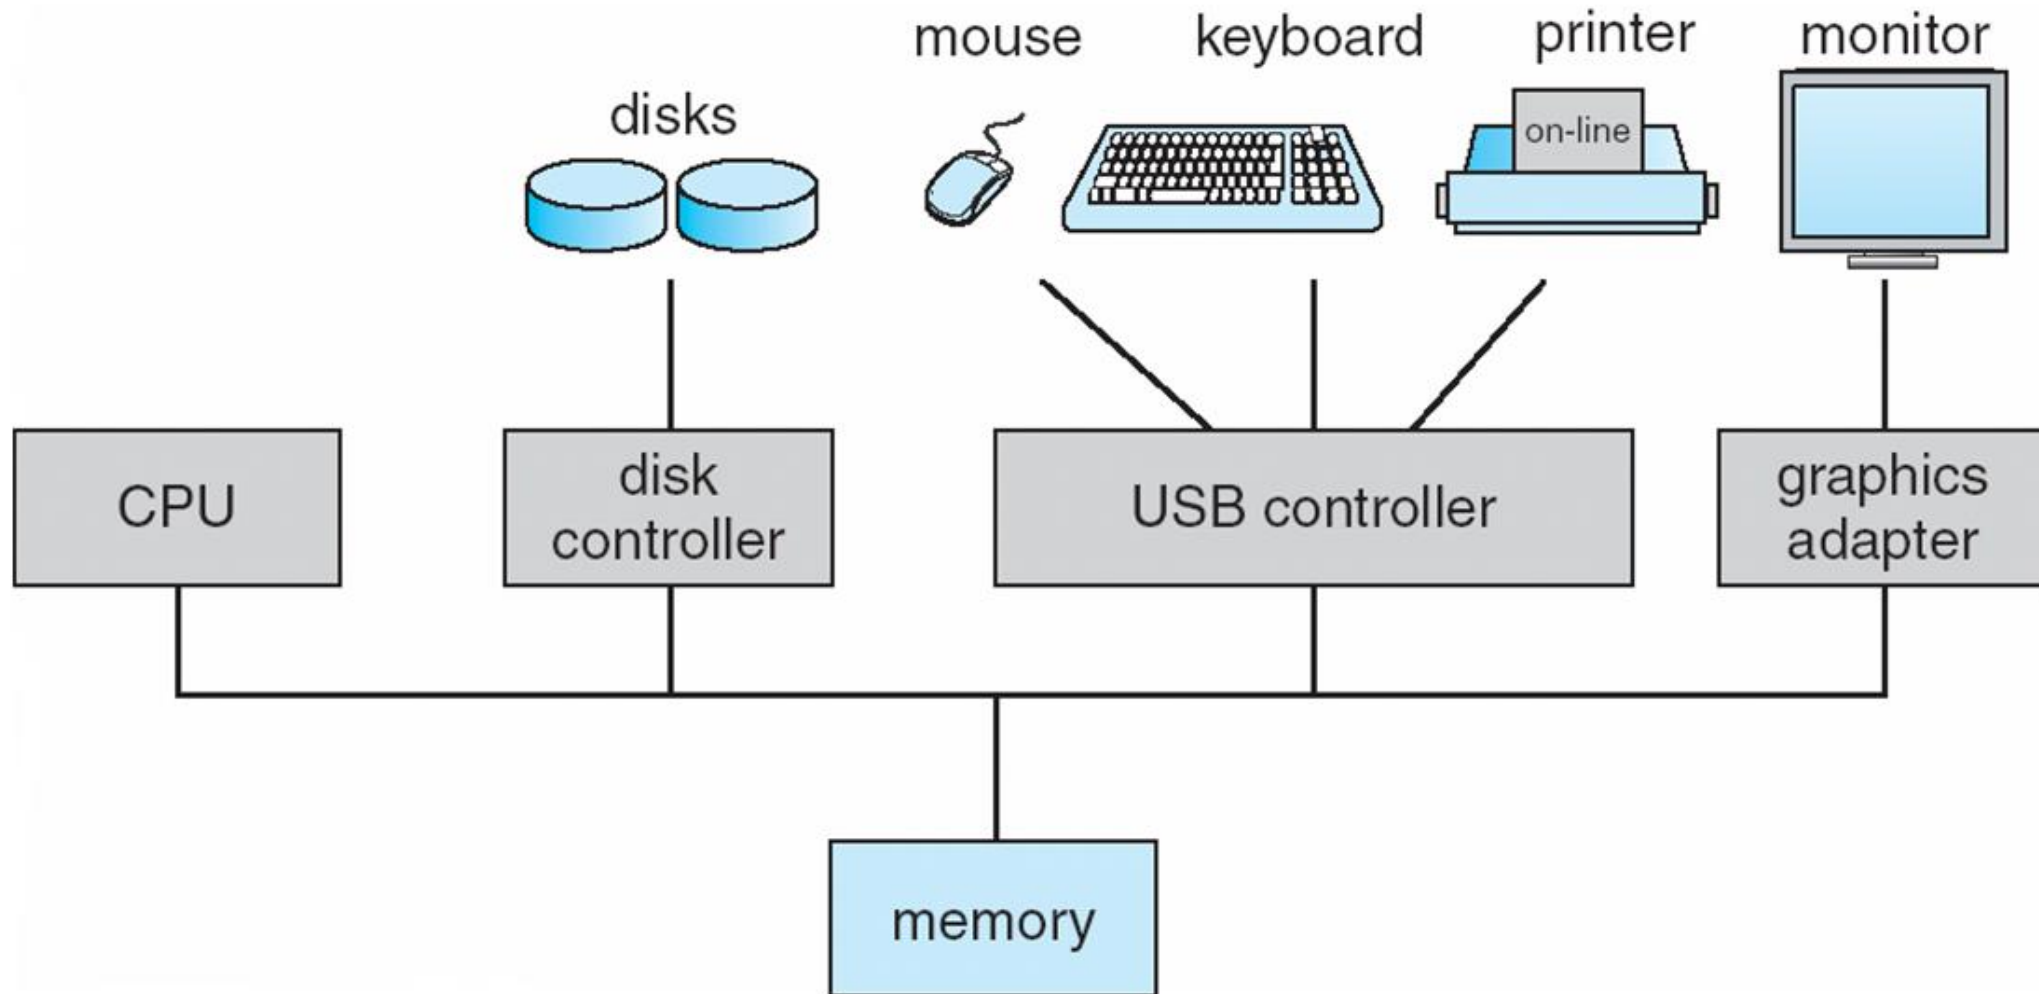 mouse
keyboard
printer
monitor
disks
on-line
CPU
disk
controller
USB controller
graphics
adapter
memory